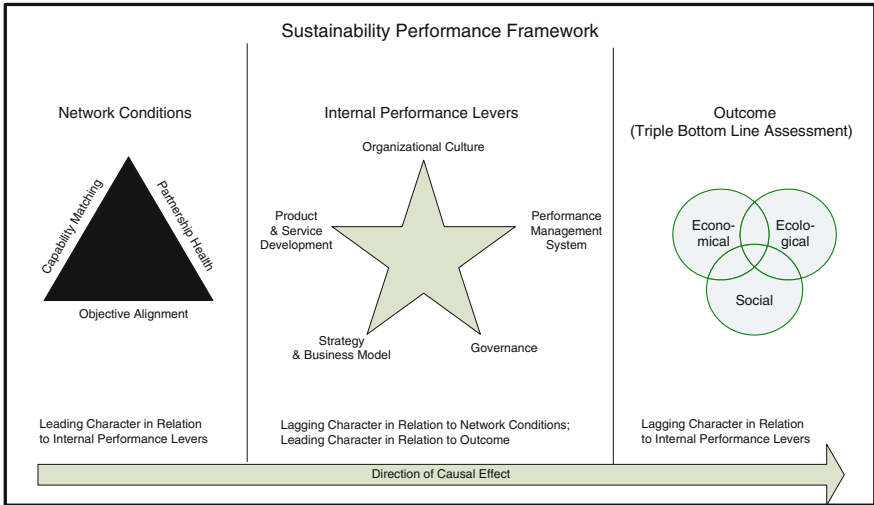 Sustainability Performance Framework
Network Conditions
Capability Matching
Partnership Health
Objective Alignment
Leading Character in Relation
to Internal Performance Levers
Internal Performance Levers
Organizational Culture
Product
& Service
Development
Performance
Management
System
Strategy
& Business Model
Governance
Lagging Character in Relation to Network Conditions;
Leading Character in Relation to Outcome
Outcome
(Triple Bottom Line Assessment)
Econo-
mical
Ecolo-
gical
Social
Lagging Character in Relation
to Internal Performance Levers
Direction of Causal Effect